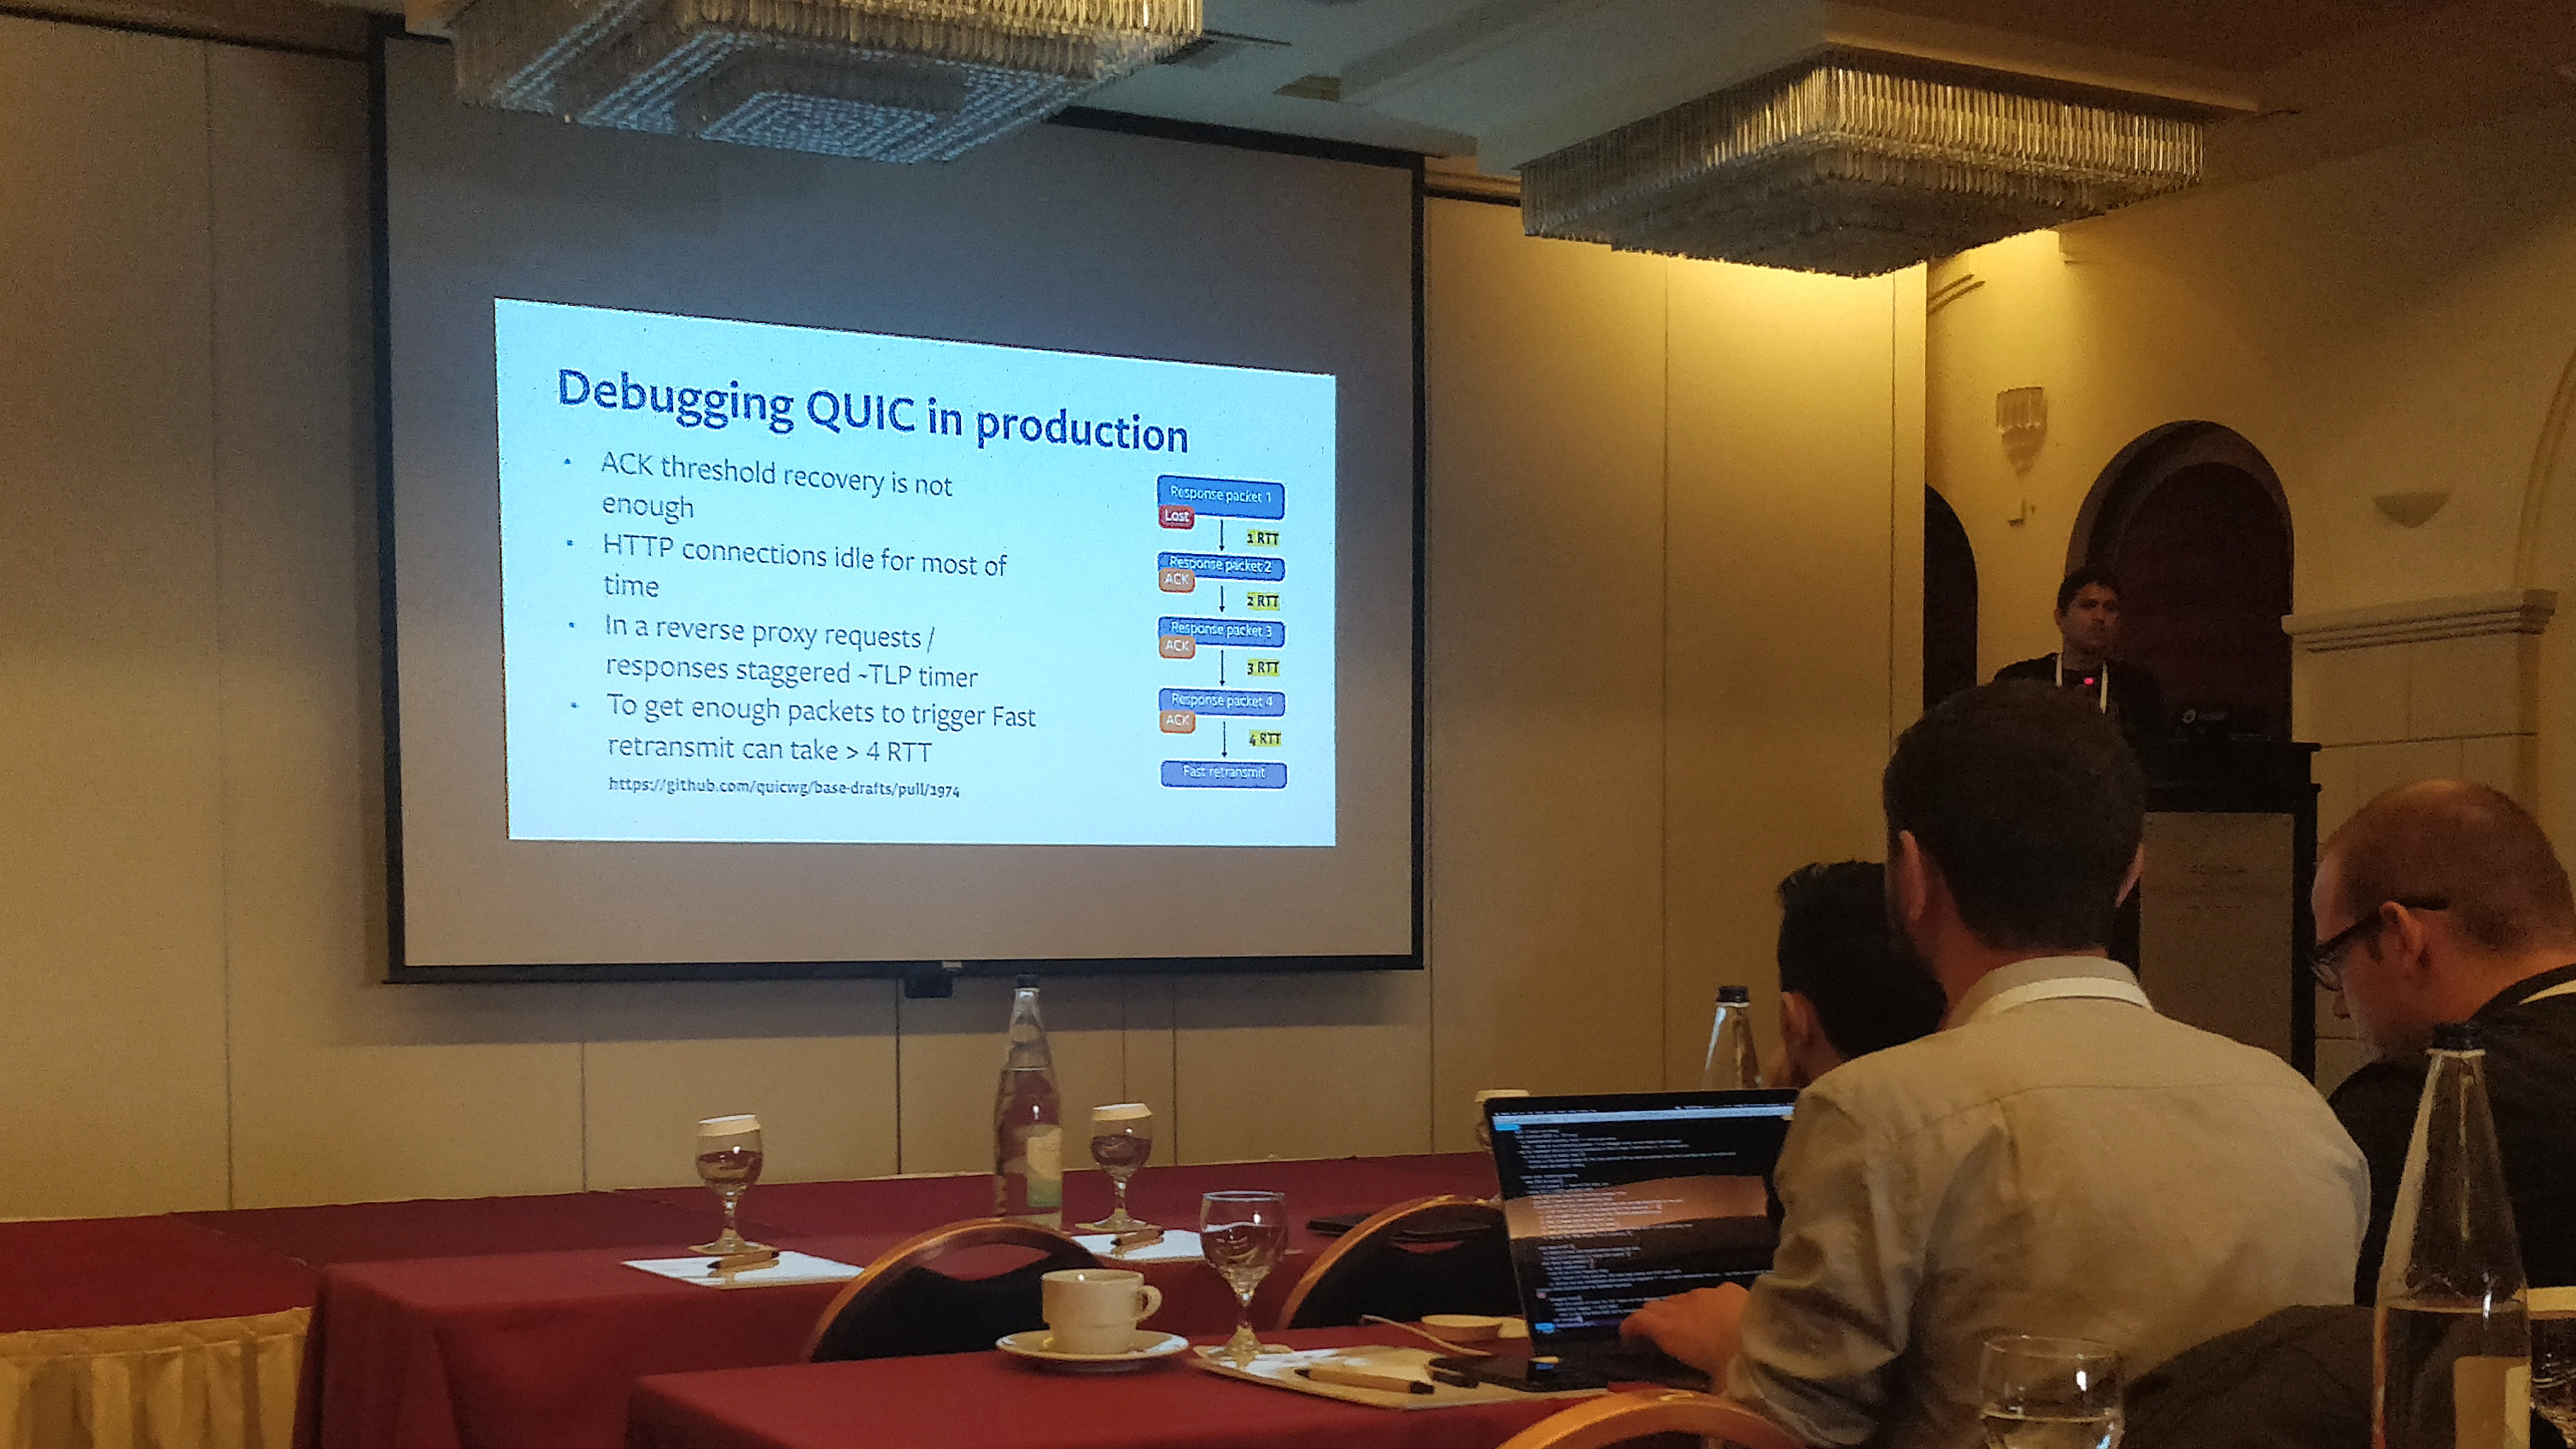 Debugging QUIC in production
• ACK threshold recovery is not
enough
• HTTP connections idle for most of
time
• In a reverse proxy requests /
responses staggered ~TLP timer
• To get enough packets to trigger Fast
retransmit can take > 4 RTT
https://github.com/quicwg/base-drafts/pull/1974
Response packet 1
Lost
1 RTT
Response packet 2
ACK
2 RTT
Response packet 3
ACK
3 RTT
Response packet 4
ACK
4 RTT
Fast retransmit